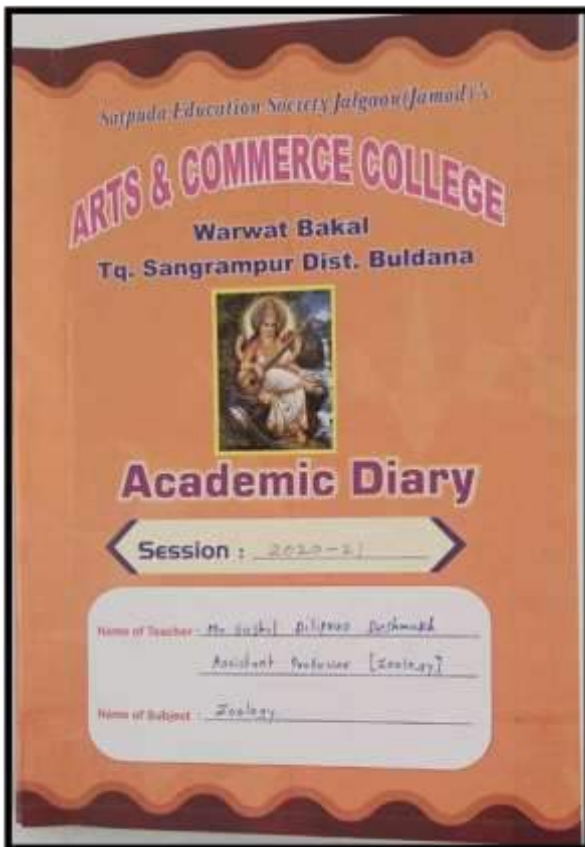 Satpuda Education Society Jalgaon(Jamod)'s
ARTS & COMMERCE COLLEGE
Warwat Bakal
Tq. Sangrampur Dist. Buldana
Academic Diary
Session : 2020-21
Name of Teacher : Mr Sushil Diliprao Deshmukh
Assistant Professor [Zoology]
Name of Subject : Zoology